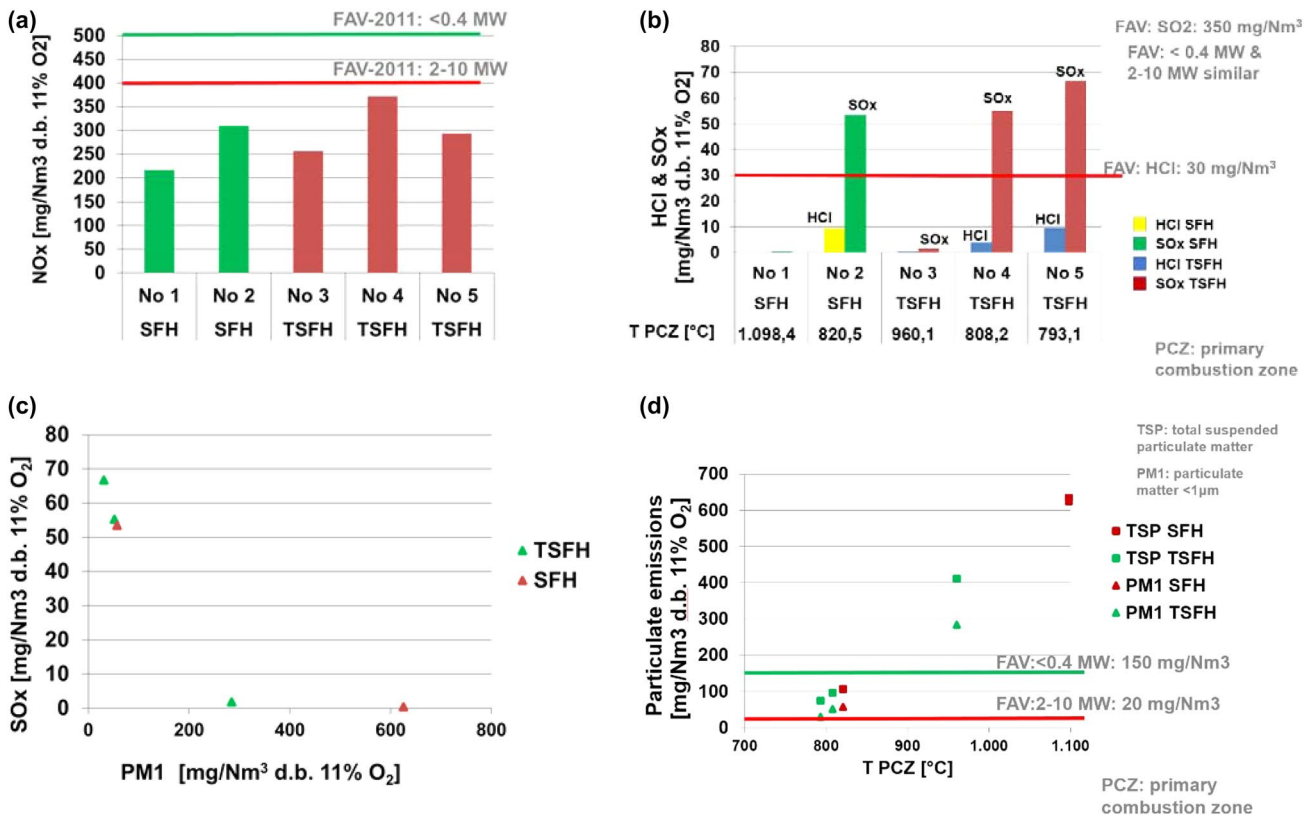 (a)
FAV-2011: <0.4 MW
FAV-2011: 2-10 MW
NOx [mg/Nm3 d.b. 11% O2]
500
450
400
350
300
250
200
150
100
50
0
No 1 No 2 No 3 No 4 No 5
SFH SFH TSFH TSFH TSFH
(b)
FAV: SO2: 350 mg/Nm³
FAV: < 0.4 MW &
2-10 MW similar
HCl & SOx
[mg/Nm3 d.b. 11% O2]
80
70
60
50
40
30
20
10
0
HCl SOx
SOx
HCl SOx
HCl SOx
FAV: HCl: 30 mg/Nm³
HCl SFH
SOx SFH
HCl TSFH
SOx TSFH
No 1 No 2 No 3 No 4 No 5
SFH SFH TSFH TSFH TSFH
T PCZ [°C] 1.098,4 820,5 960,1 808,2 793,1
PCZ: primary
combustion zone
(c)
SOx [mg/Nm3 d.b. 11% O₂]
80
70
60
50
40
30
20
10
0
0 200 400 600 800
PM1 [mg/Nm³ d.b. 11% O₂]
TSFH
SFH
(d)
TSP: total suspended
particulate matter
PM1: particulate
matter <1µm
Particulate emissions
[mg/Nm3 d.b. 11% O₂]
700
600
500
400
300
200
100
0
TSP SFH
TSP TSFH
PM1 SFH
PM1 TSFH
FAV:<0.4 MW: 150 mg/Nm3
FAV:2-10 MW: 20 mg/Nm3
700 800 900 1.000 1.100
T PCZ [°C]
PCZ: primary
combustion zone